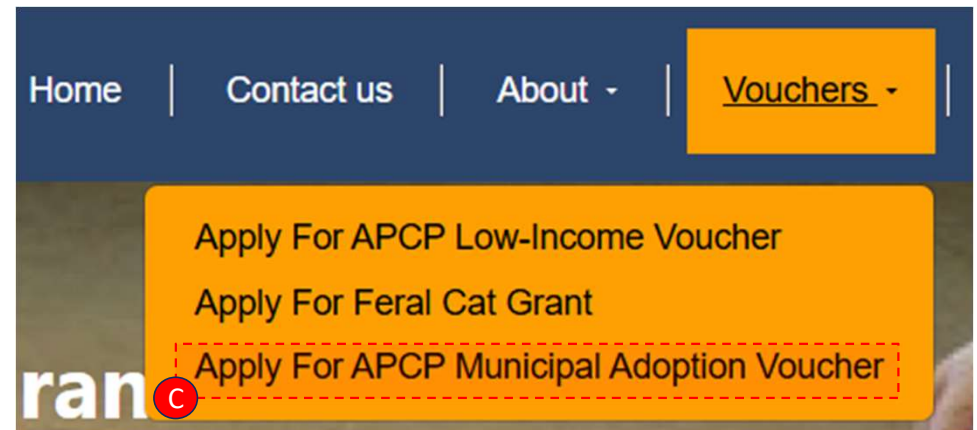 Home | Contact us | About | Vouchers |
Apply For APCP Low-Income Voucher
Apply For Feral Cat Grant
Apply For APCP Municipal Adoption Voucher
ran
C